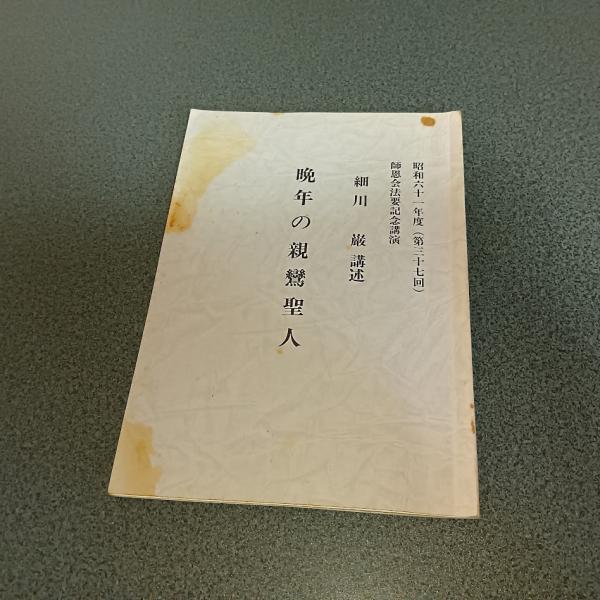 昭和六十一年度（第三十七回）
師恩会法要記念講演
細川 巌 講述
晩年の親鸞聖人